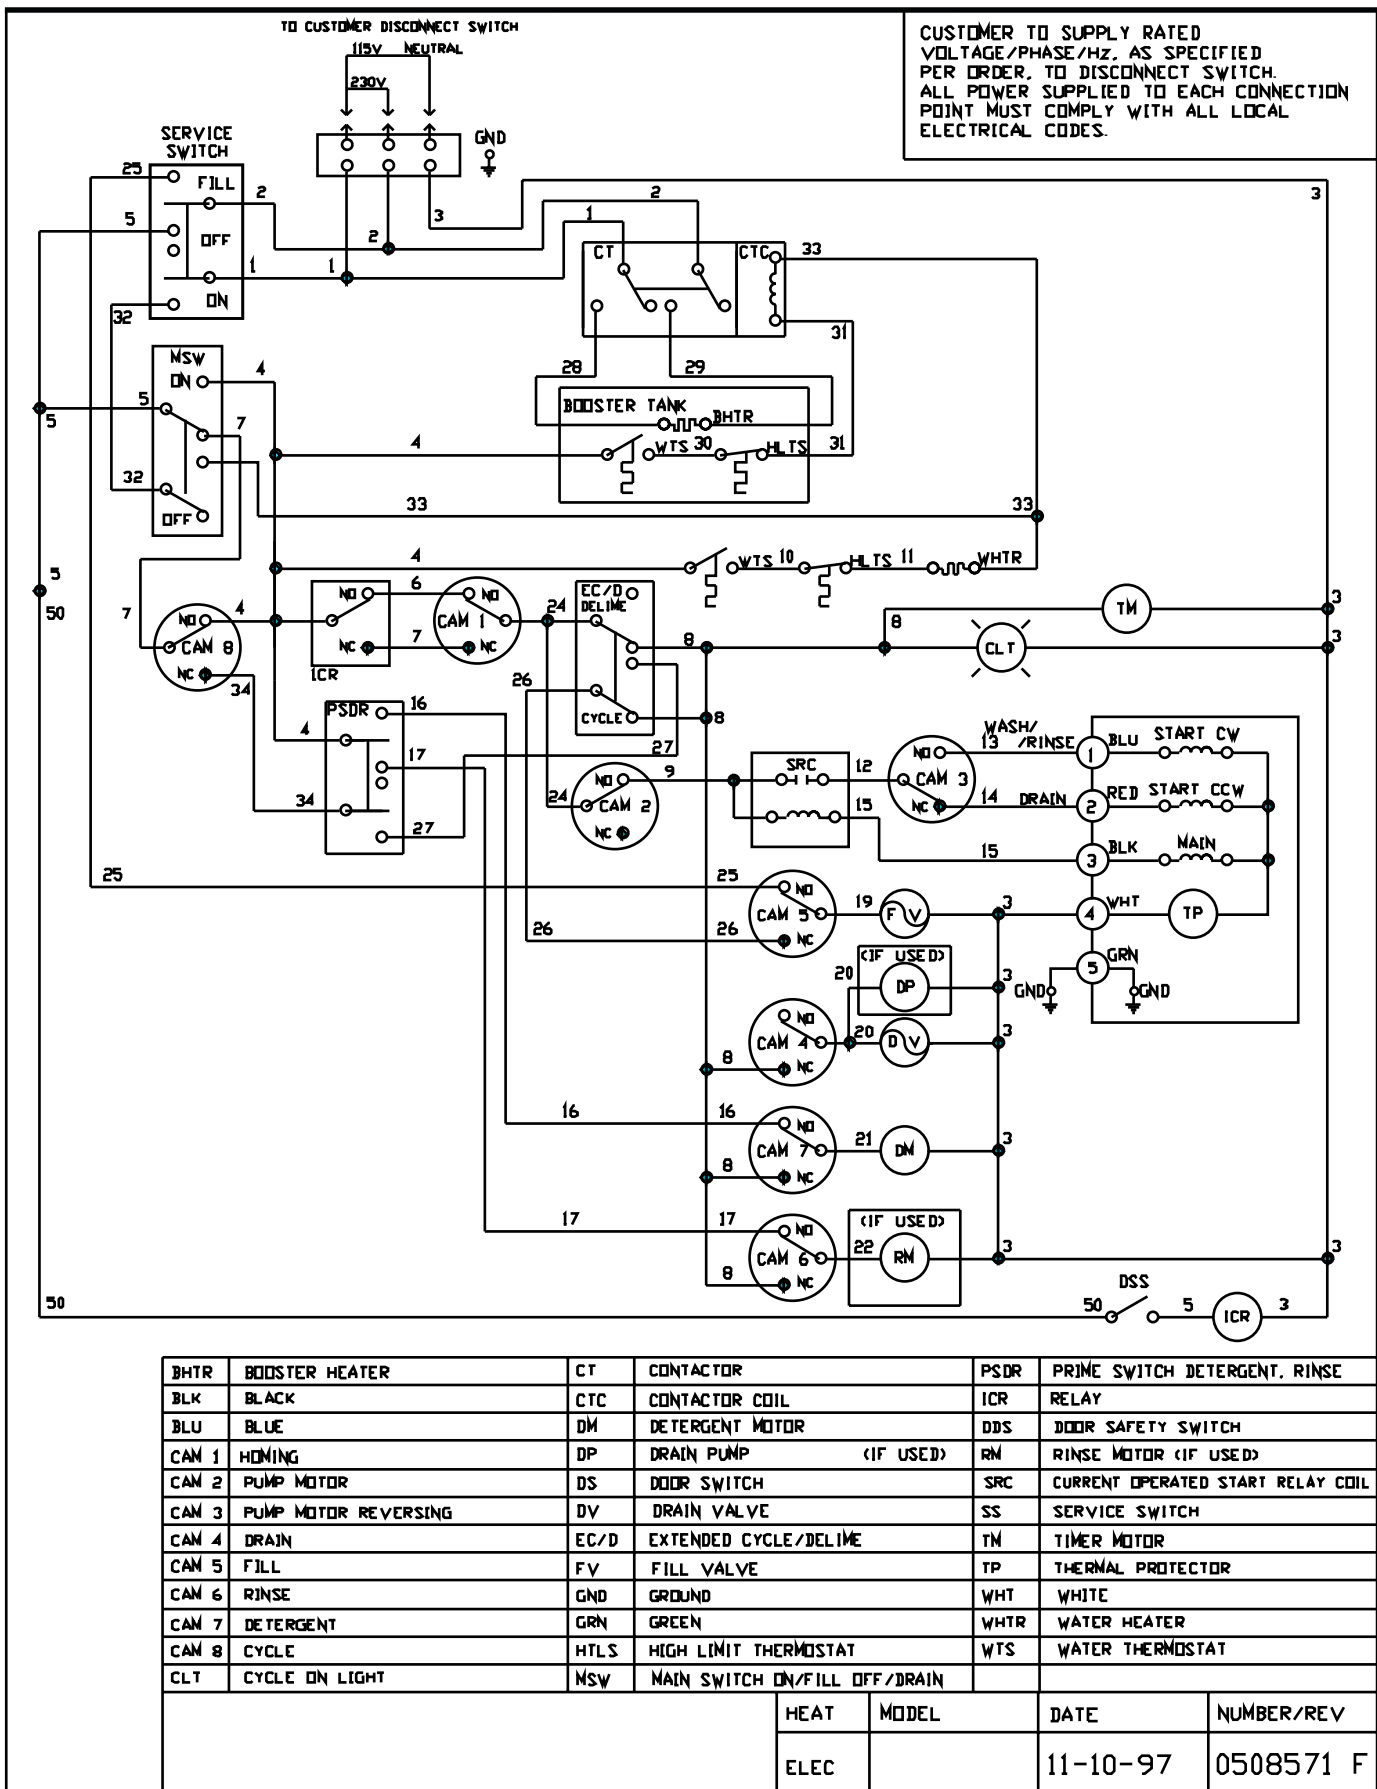 TO CUSTOMER DISCONNECT SWITCH
115V NEUTRAL
230V
CUSTOMER TO SUPPLY RATED
VOLTAGE/PHASE/Hz, AS SPECIFIED
PER ORDER, TO DISCONNECT SWITCH.
ALL POWER SUPPLIED TO EACH CONNECTION
POINT MUST COMPLY WITH ALL LOCAL
ELECTRICAL CODES.
SERVICE
SWITCH
GND
25 FILL 2
5 OFF
1 ON
32
1 2 3
1 2 3
CT CTC 33
31
28 29
MSW
ON 4
5 5 7
32
OFF
BOOSTER TANK
BHTR
4 WTS 30 HLTS 31
33 33
4 WTS 10 HLTS 11 WHTR
5
50
7 NO 4
CAM 8
NC 34
NO 6
NC 7
ICR
NO
CAM 1
NC
24
EC/D
DELIME
8
26
CYCLE 8
27
8 TM 3
CLT 3
PSDR 16
4 17
34 27
24 NO 9
CAM 2
NC
SRC 12
15
NO
CAM 3
NC
WASH/
13 /RINSE
14 DRAIN
15
1 BLU START CW
2 RED START CCW
3 BLK MAIN
4 WHT TP
5 GRN
GND GND
25 25 NO
CAM 5 19 F V 3
26 26 NC
(IF USED)
20 DP 3
NO
CAM 4 20 D V 3
8 NC
16 16 NO
CAM 7 21 DM 3
8 NC
17 17 NO
(IF USED)
CAM 6 22 RM 3 3
8 NC
50 DSS
50 5 ICR 3
BHTR BOOSTER HEATER CT CONTACTOR PSDR PRIME SWITCH DETERGENT, RINSE
BLK BLACK CTC CONTACTOR COIL ICR RELAY
BLU BLUE DM DETERGENT MOTOR DDS DOOR SAFETY SWITCH
CAM 1 HOMING DP DRAIN PUMP (IF USED) RM RINSE MOTOR (IF USED)
CAM 2 PUMP MOTOR DS DOOR SWITCH SRC CURRENT OPERATED START RELAY COIL
CAM 3 PUMP MOTOR REVERSING DV DRAIN VALVE SS SERVICE SWITCH
CAM 4 DRAIN EC/D EXTENDED CYCLE/DELIME TM TIMER MOTOR
CAM 5 FILL FV FILL VALVE TP THERMAL PROTECTOR
CAM 6 RINSE GND GROUND WHT WHITE
CAM 7 DETERGENT GRN GREEN WHTR WATER HEATER
CAM 8 CYCLE HTLS HIGH LIMIT THERMOSTAT WTS WATER THERMOSTAT
CLT CYCLE ON LIGHT MSW MAIN SWITCH ON/FILL OFF/DRAIN
HEAT MODEL DATE NUMBER/REV
ELEC 11-10-97 0508571 F